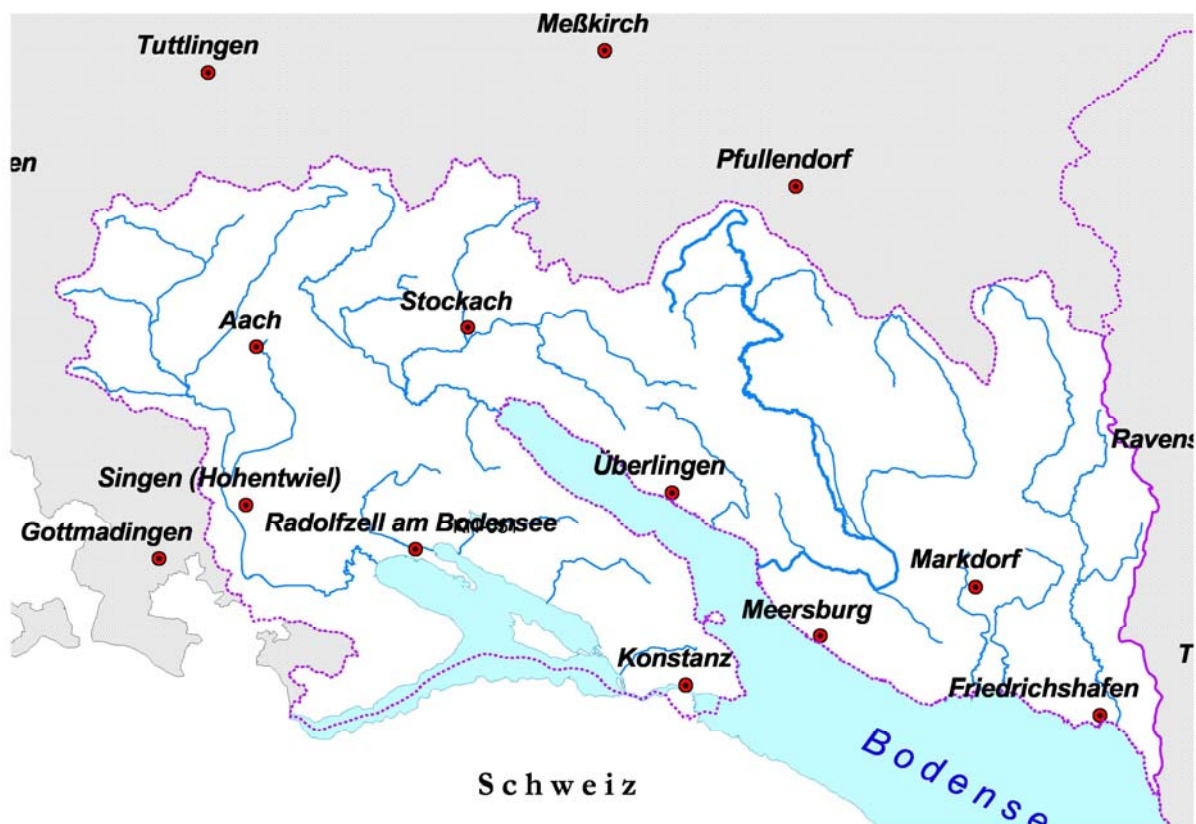 Meßkirch
Tuttlingen
en
Pfullendorf
Stockach
Aach
Ravens
Überlingen
Singen (Hohentwiel)
Radolfzell am Bodensee
Gottmadingen
Markdorf
Meersburg
Konstanz
T
Friedrichshafen
Bodense
Schweiz